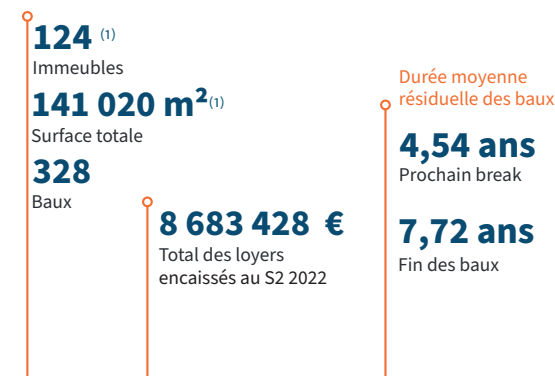 124 (1)
Immeubles
141 020 m²(1)
Surface totale
328
Baux
8 683 428 €
Total des loyers
encaissés au S2 2022
Durée moyenne
résiduelle des baux
4,54 ans
Prochain break
7,72 ans
Fin des baux